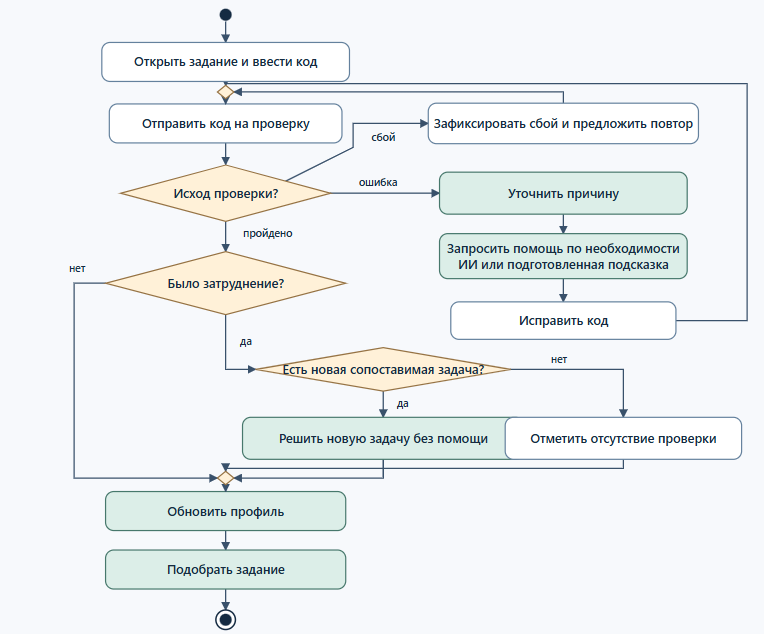 Открыть задание и ввести код
Отправить код на проверку
Зафиксировать сбой и предложить повтор
сбой
Исход проверки?
ошибка
Уточнить причину
пройдено
Запросить помощь по необходимости
ИИ или подготовленная подсказка
нет
Было затруднение?
Исправить код
да
Есть новая сопоставимая задача?
нет
да
Решить новую задачу без помощи
Отметить отсутствие проверки
Обновить профиль
Подобрать задание